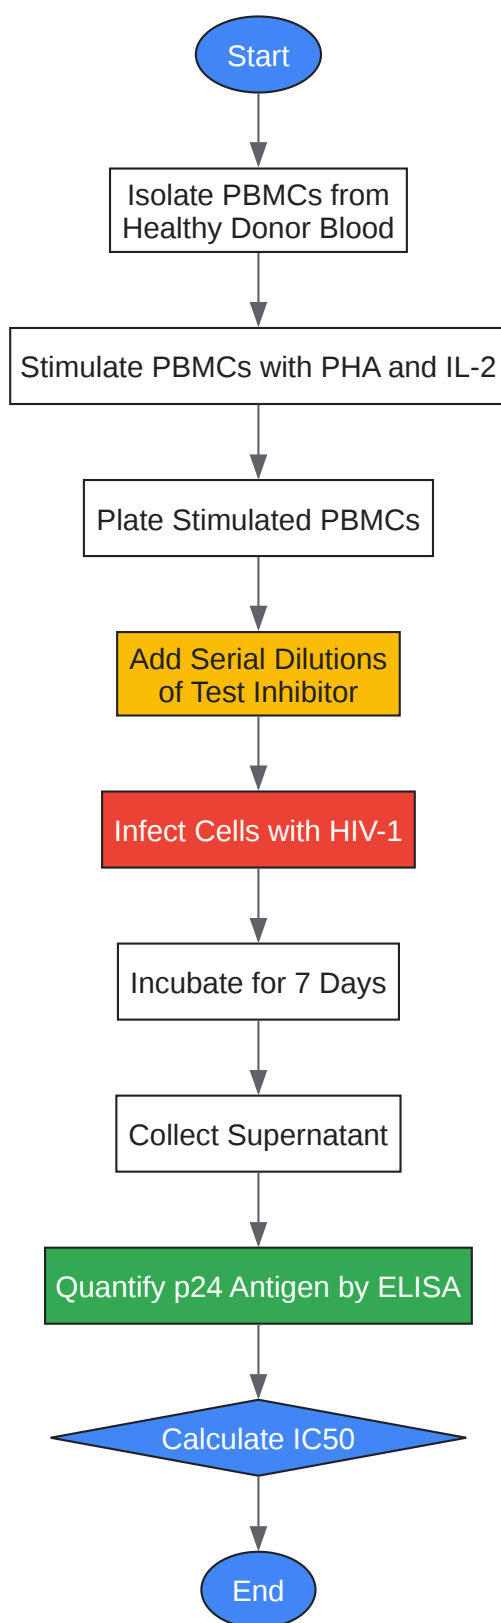 Start
Isolate PBMCs from
Healthy Donor Blood
Stimulate PBMCs with PHA and IL-2
Plate Stimulated PBMCs
Add Serial Dilutions
of Test Inhibitor
Infect Cells with HIV-1
Incubate for 7 Days
Collect Supernatant
Quantify p24 Antigen by ELISA
Calculate IC50
End